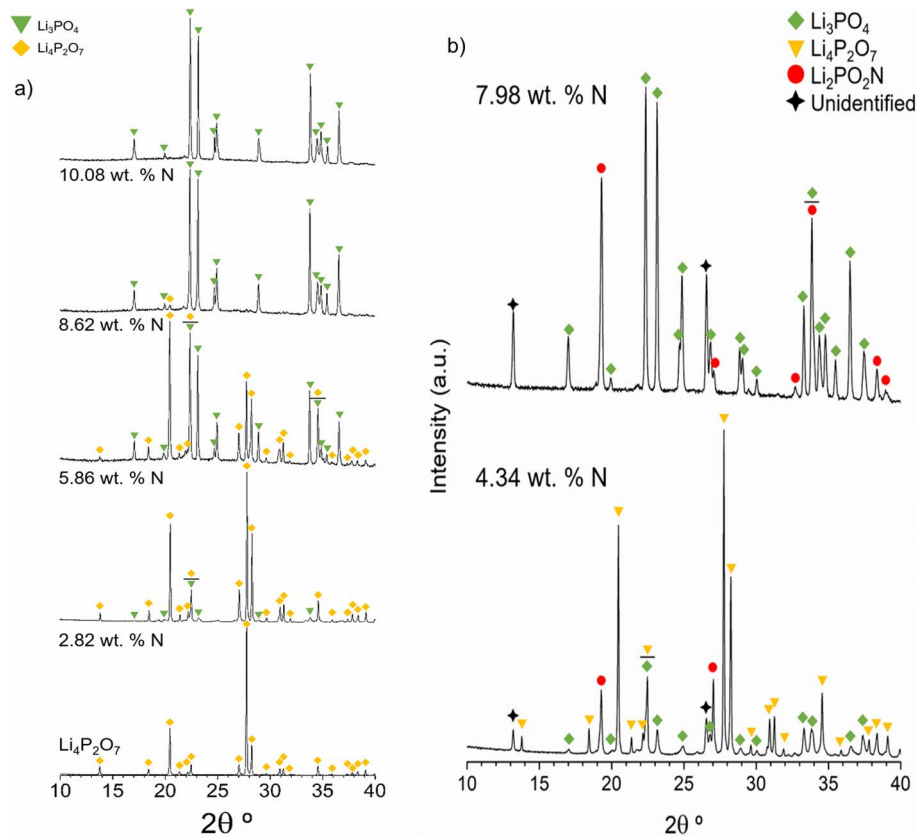 Li₃PO₄
Li₄P₂O₇
a)
10.08 wt. % N
8.62 wt. % N
5.86 wt. % N
2.82 wt. % N
Li₄P₂O₇
10 15 20 25 30 35 40
2θ º
b)
Li₃PO₄
Li₄P₂O₇
Li₂PO₂N
Unidentified
7.98 wt. % N
4.34 wt. % N
Intensity (a.u.)
10 15 20 25 30 35 40
2θ º